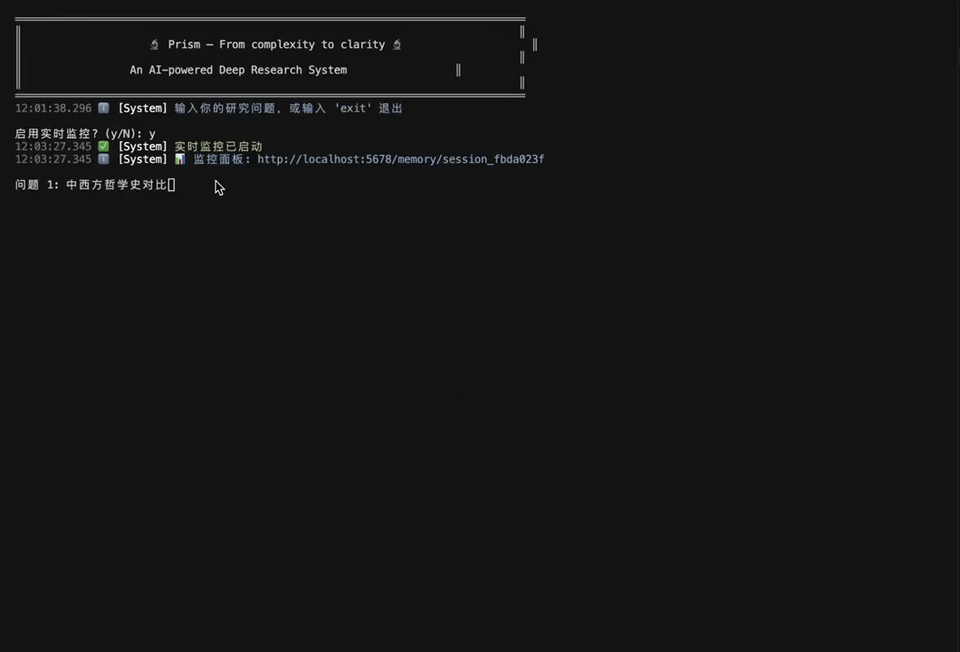 🔬 Prism — From complexity to clarity 🔬
An AI-powered Deep Research System
12:01:38.296 ℹ️ [System] 输入你的研究问题，或输入 'exit' 退出
启用实时监控? (y/N): y
12:03:27.345 ✅ [System] 实时监控已启动
12:03:27.345 ℹ️ [System] 📊 监控面板: http://localhost:5678/memory/session_fbda023f
问题 1: 中西方哲学史对比